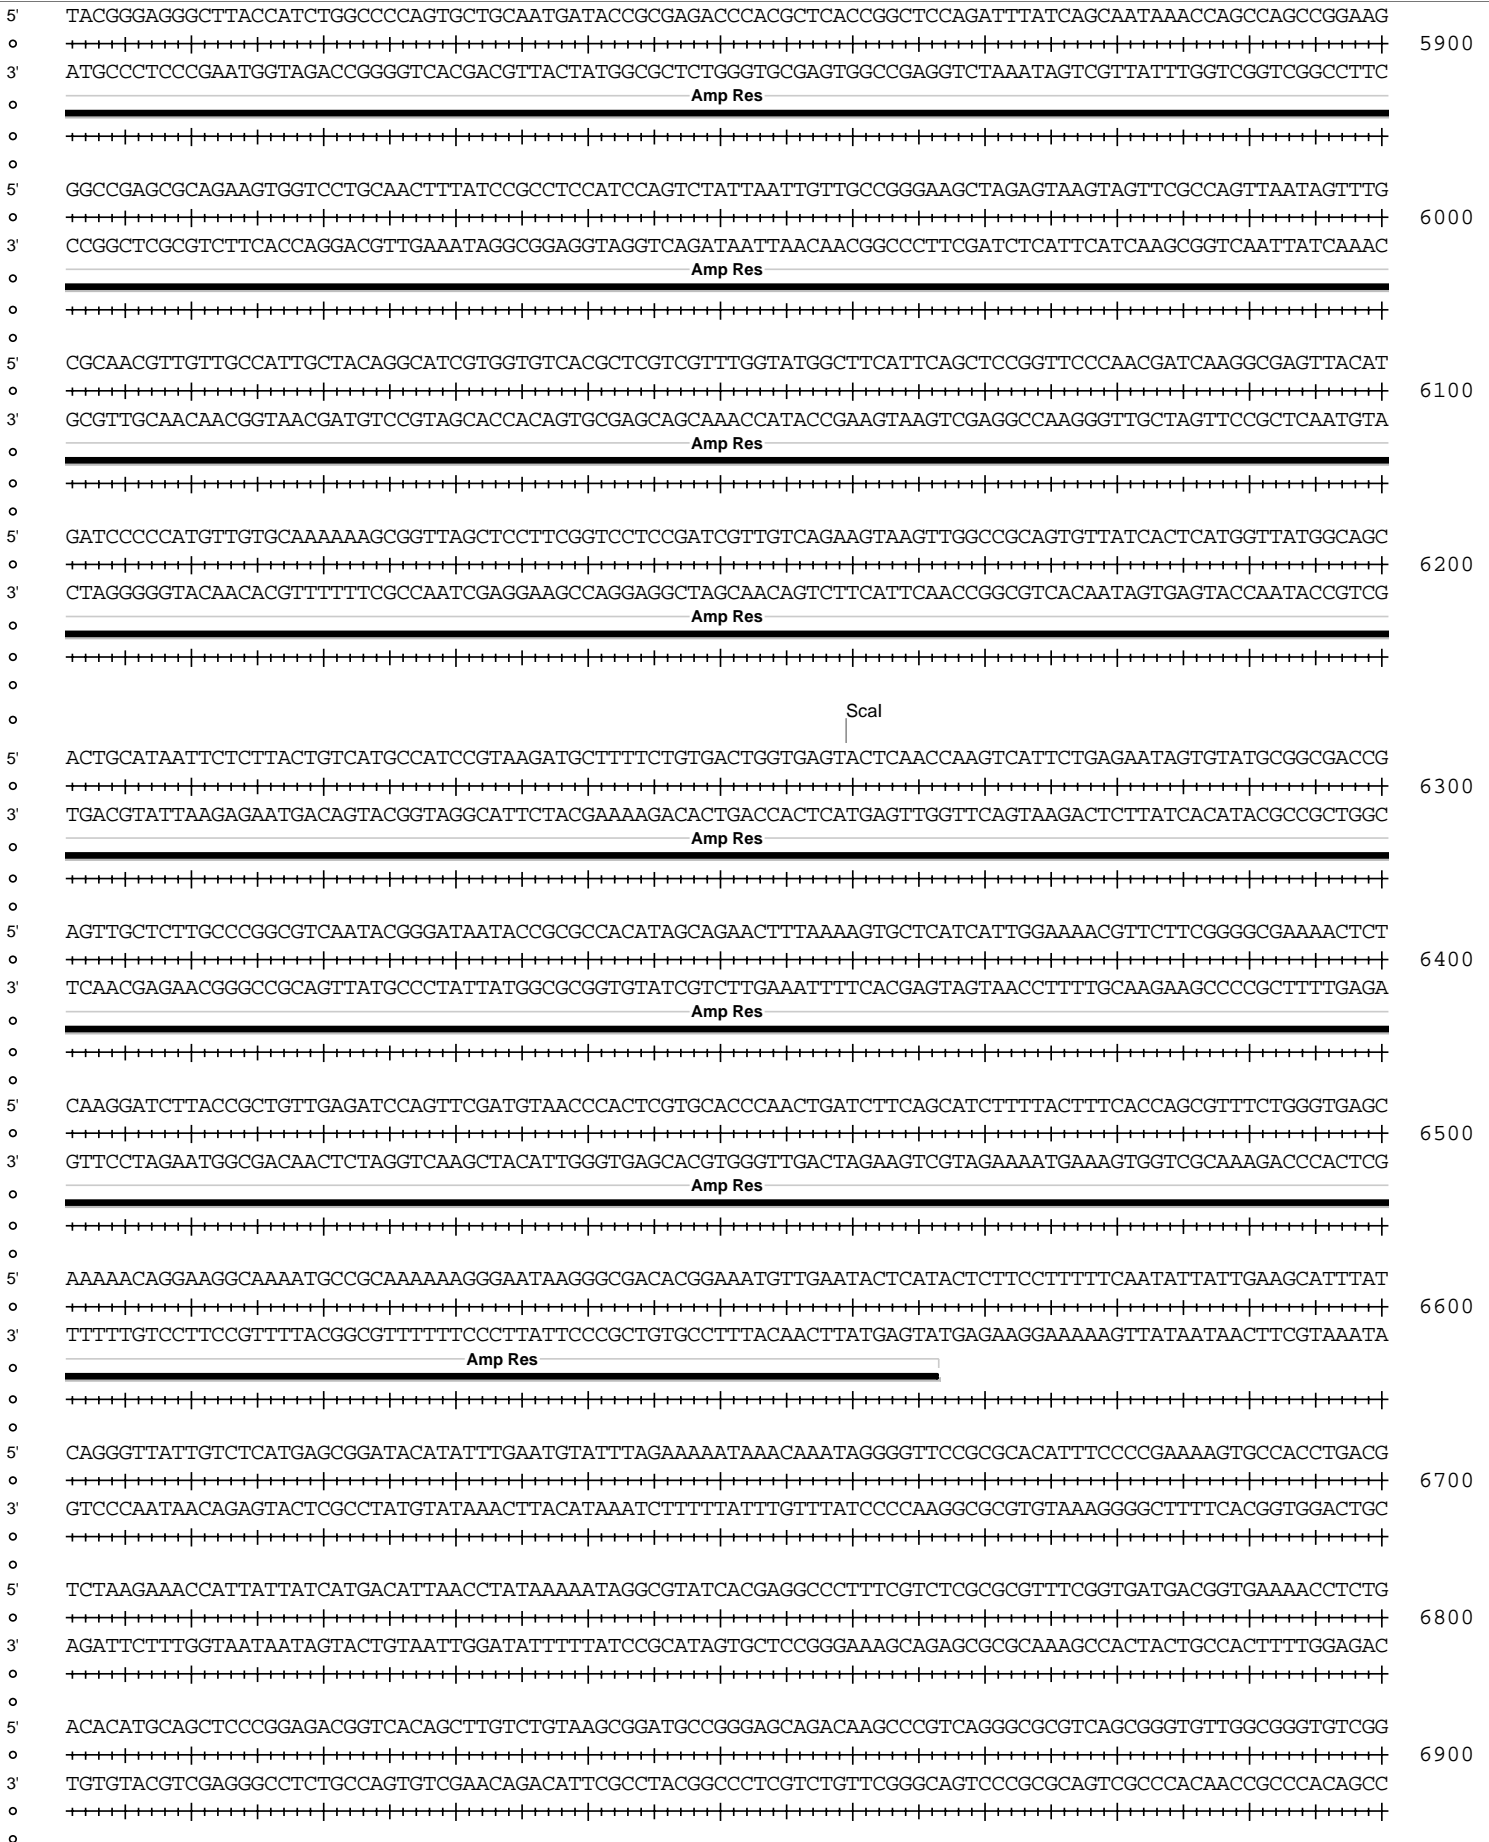 5' TACGGGAGGGCTTACCATCTGGCCCCAGTGCTGCAATGATACCGCGAGACCCACGCTCACCGGCTCCAGATTTATCAGCAATAAACCAGCCAGCCGGAAG
5900
3' ATGCCCTCCCGAATGGTAGACCGGGGTCACGACGTTACTATGGCGCTCTGGGTGCGAGTGGCCGAGGTCTAAATAGTCGTTATTTGGTCGGTCGGCCTTC
Amp Res
5' GGCCGAGCGCAGAAGTGGTCCTGCAACTTTATCCGCCTCCATCCAGTCTATTAATTGTTGCCGGGAAGCTAGAGTAAGTAGTTCGCCAGTTAATAGTTTG
6000
3' CCGGCTCGCGTCTTCACCAGGACGTTGAAATAGGCGGAGGTAGGTCAGATAATTAACAACGGCCCTTCGATCTCATTCATCAAGCGGTCAATTATCAAAC
Amp Res
5' CGCAACGTTGTTGCCATTGCTACAGGCATCGTGGTGTCACGCTCGTCGTTTGGTATGGCTTCATTCAGCTCCGGTTCCCAACGATCAAGGCGAGTTACAT
6100
3' GCGTTGCAACAACGGTAACGATGTCCGTAGCACCACAGTGCGAGCAGCAAACCATACCGAAGTAAGTCGAGGCCAAGGGTTGCTAGTTCCGCTCAATGTA
Amp Res
5' GATCCCCCATGTTGTGCAAAAAAGCGGTTAGCTCCTTCGGTCCTCCGATCGTTGTCAGAAGTAAGTTGGCCGCAGTGTTATCACTCATGGTTATGGCAGC
6200
3' CTAGGGGGTACAACACGTTTTTTCGCCAATCGAGGAAGCCAGGAGGCTAGCAACAGTCTTCATTCAACCGGCGTCACAATAGTGAGTACCAATACCGTCG
Amp Res
ScaI
5' ACTGCATAATTCTCTTACTGTCATGCCATCCGTAAGATGCTTTTCTGTGACTGGTGAGTACTCAACCAAGTCATTCTGAGAATAGTGTATGCGGCGACCG
6300
3' TGACGTATTAAGAGAATGACAGTACGGTAGGCATTCTACGAAAAGACACTGACCACTCATGAGTTGGTTCAGTAAGACTCTTATCACATACGCCGCTGGC
Amp Res
5' AGTTGCTCTTGCCCGGCGTCAATACGGGATAATACCGCGCCACATAGCAGAACTTTAAAAGTGCTCATCATTGGAAAACGTTCTTCGGGGCGAAAACTCT
6400
3' TCAACGAGAACGGGCCGCAGTTATGCCCTATTATGGCGCGGTGTATCGTCTTGAAATTTTCACGAGTAGTAACCTTTTGCAAGAAGCCCCGCTTTTGAGA
Amp Res
5' CAAGGATCTTACCGCTGTTGAGATCCAGTTCGATGTAACCCACTCGTGCACCCAACTGATCTTCAGCATCTTTTACTTTCACCAGCGTTTCTGGGTGAGC
6500
3' GTTCCTAGAATGGCGACAACTCTAGGTCAAGCTACATTGGGTGAGCACGTGGGTTGACTAGAAGTCGTAGAAAATGAAAGTGGTCGCAAAGACCCACTCG
Amp Res
5' AAAAACAGGAAGGCAAAATGCCGCAAAAAAGGGAATAAGGGCGACACGGAAATGTTGAATACTCATACTCTTCCTTTTTCAATATTATTGAAGCATTTAT
6600
3' TTTTTGTCCTTCCGTTTTACGGCGTTTTTTCCCTTATTCCCGCTGTGCCTTTACAACTTATGAGTATGAGAAGGAAAAAGTTATAATAACTTCGTAAATA
Amp Res
5' CAGGGTTATTGTCTCATGAGCGGATACATATTTGAATGTATTTAGAAAAATAAACAAATAGGGGTTCCGCGCACATTTCCCCGAAAAGTGCCACCTGACG
6700
3' GTCCCAATAACAGAGTACTCGCCTATGTATAAACTTACATAAATCTTTTTATTTGTTTATCCCCAAGGCGCGTGTAAAGGGGCTTTTCACGGTGGACTGC
5' TCTAAGAAACCATTATTATCATGACATTAACCTATAAAAATAGGCGTATCACGAGGCCCTTTCGTCTCGCGCGTTTCGGTGATGACGGTGAAAACCTCTG
6800
3' AGATTCTTTGGTAATAATAGTACTGTAATTGGATATTTTTATCCGCATAGTGCTCCGGGAAAGCAGAGCGCGCAAAGCCACTACTGCCACTTTTGGAGAC
5' ACACATGCAGCTCCCGGAGACGGTCACAGCTTGTCTGTAAGCGGATGCCGGGAGCAGACAAGCCCGTCAGGGCGCGTCAGCGGGTGTTGGCGGGTGTCGG
6900
3' TGTGTACGTCGAGGGCCTCTGCCAGTGTCGAACAGACATTCGCCTACGGCCCTCGTCTGTTCGGGCAGTCCCGCGCAGTCGCCCACAACCGCCCACAGCC